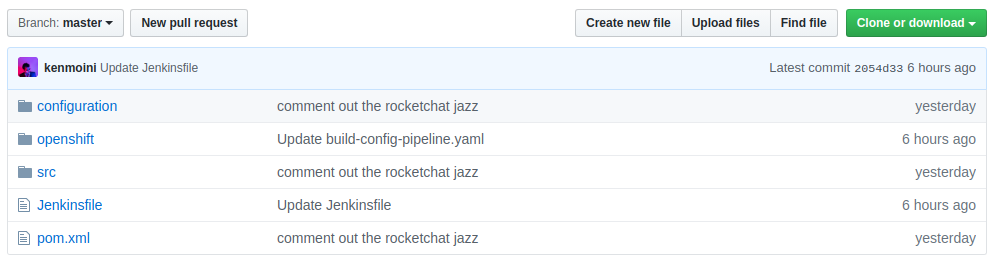 Branch: master New pull request Create new file Upload files Find file Clone or download
kenmoini Update Jenkinsfile Latest commit 2054d33 6 hours ago
configuration comment out the rocketchat jazz yesterday
openshift Update build-config-pipeline.yaml 6 hours ago
src comment out the rocketchat jazz yesterday
Jenkinsfile Update Jenkinsfile 6 hours ago
pom.xml comment out the rocketchat jazz yesterday